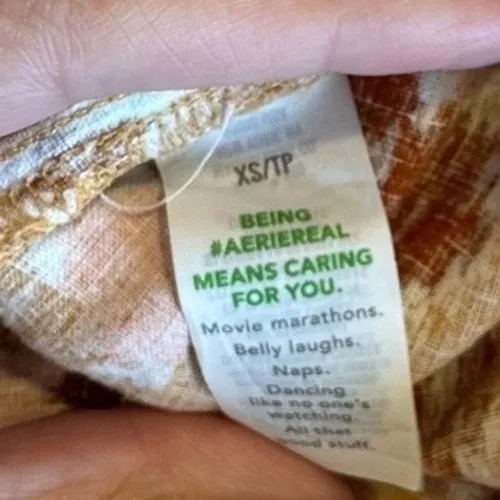 XS/TP
BEING
#AERIEREAL
MEANS CARING
FOR YOU.
Movie marathons.
Belly laughs.
Naps.
Dancing
like no one's
watching.
All that
good stuff.